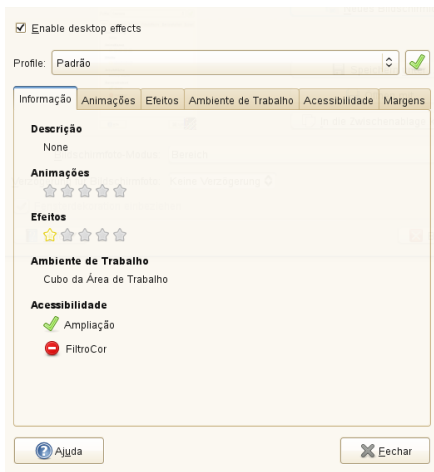 Enable desktop effects
Profile: Padrão
Informação Animações Efeitos Ambiente de Trabalho Acessibilidade Margens
Descrição
None
Animações
Efeitos
Ambiente de Trabalho
Cubo da Área de Trabalho
Acessibilidade
Ampliação
FiltroCor
Ajuda Fechar